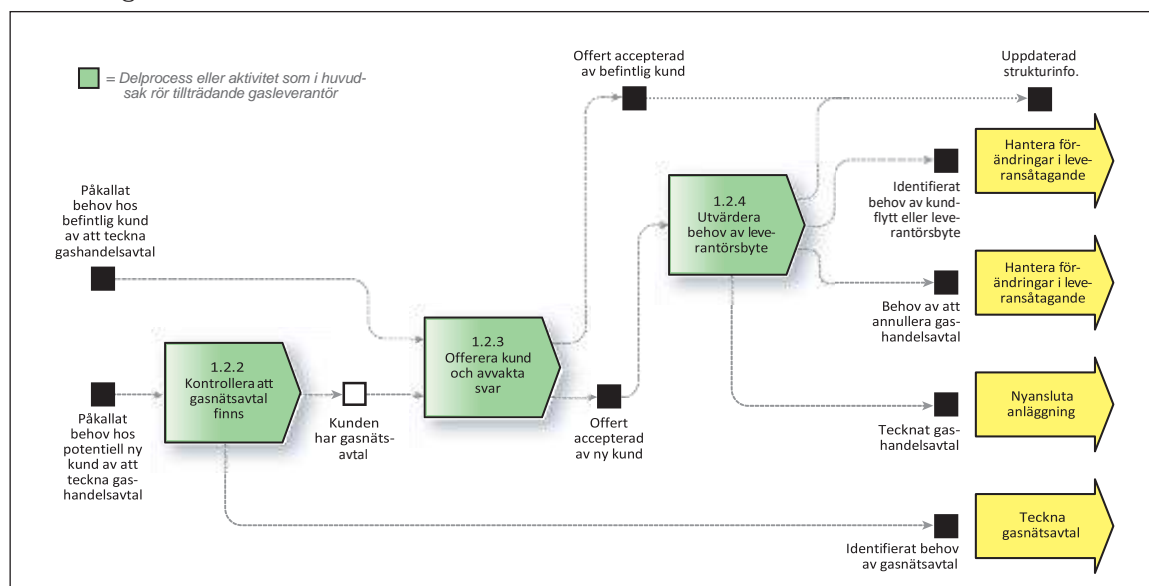 = Delprocess eller aktivitet som i huvud-
sak rör tillträdande gasleverantör
Offert accepterad
av befintlig kund
Uppdaterad
strukturinfo.
Hantera för-
ändringar i leve-
ransåtagande
Påkallat
behov hos
befintlig kund
av att teckna
gashandelsavtal
1.2.4
Utvärdera
behov av leve-
rantörsbyte
Identifierat
behov av kund-
flytt eller leve-
rantörsbyte
Hantera för-
ändringar i leve-
ransåtagande
Behov av att
annullera gas-
handelsavtal
1.2.3
Offerera kund
och avvakta
svar
1.2.2
Kontrollera att
gasnätsavtal
finns
Påkallat
behov hos
potentiell ny
kund av att
teckna gas-
handelsavtal
Kunden
har gasnäts-
avtal
Offert
accepterad
av ny kund
Tecknat gas-
handelsavtal
Nyansluta
anläggning
Identifierat behov
av gasnätsavtal
Teckna
gasnätsavtal